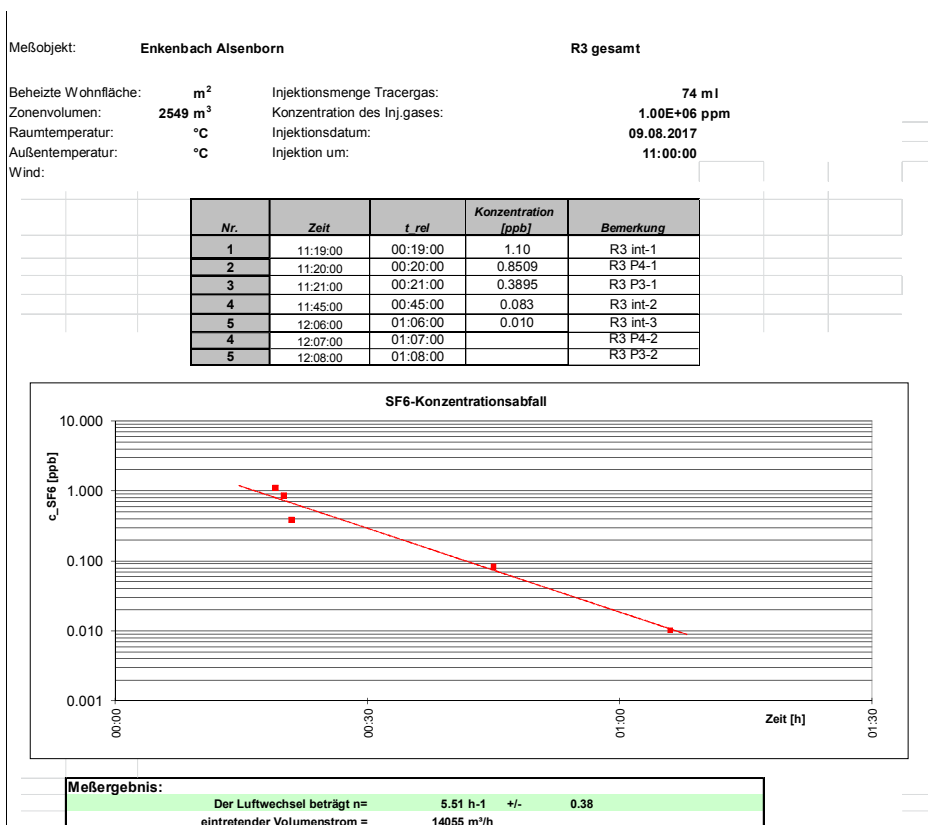 Meßobjekt: Enkenbach Alsenborn R3 gesamt
Beheizte Wohnfläche: m² Injektionsmenge Tracergas: 74 ml
Zonenvolumen: 2549 m³ Konzentration des Inj.gases: 1.00E+06 ppm
Raumtemperatur: °C Injektionsdatum: 09.08.2017
Außentemperatur: °C Injektion um: 11:00:00
Wind:
Nr. Zeit t_rel Konzentration [ppb] Bemerkung
1 11:19:00 00:19:00 1.10 R3 int-1
2 11:20:00 00:20:00 0.8509 R3 P4-1
3 11:21:00 00:21:00 0.3895 R3 P3-1
4 11:45:00 00:45:00 0.083 R3 int-2
5 12:06:00 01:06:00 0.010 R3 int-3
4 12:07:00 01:07:00 R3 P4-2
5 12:08:00 01:08:00 R3 P3-2
SF6-Konzentrationsabfall
c_SF6 [ppb]
10.000
1.000
0.100
0.010
0.001
00:00 00:30 01:00 01:30
Zeit [h]
Meßergebnis:
Der Luftwechsel beträgt n= 5.51 h-1 +/- 0.38
eintretender Volumenstrom = 14055 m³/h